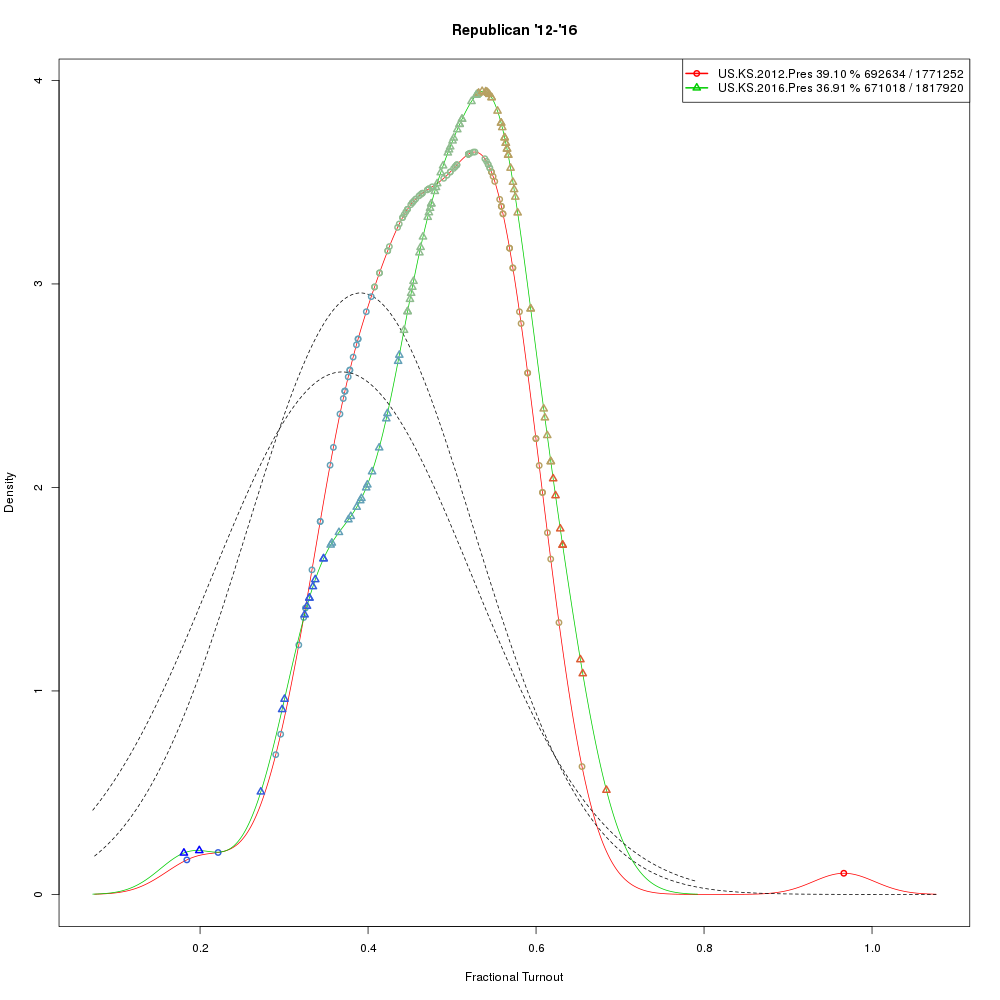 Republican '12-'16
US.KS.2012.Pres 39.10 % 692634 / 1771252
US.KS.2016.Pres 36.91 % 671018 / 1817920
Density
4
3
2
1
0
0.2 0.4 0.6 0.8 1.0
Fractional Turnout